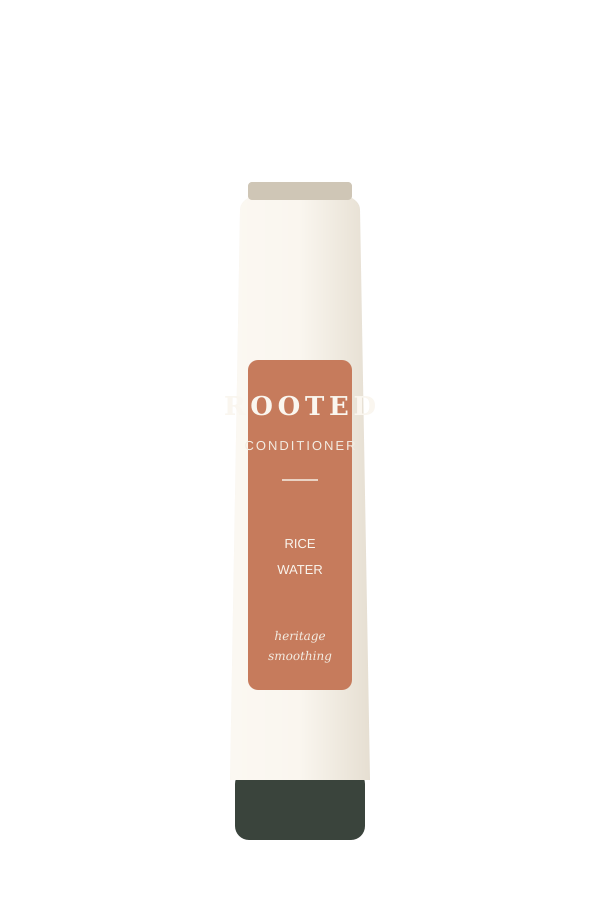 ROOTED
CONDITIONER
RICE
WATER
heritage
smoothing